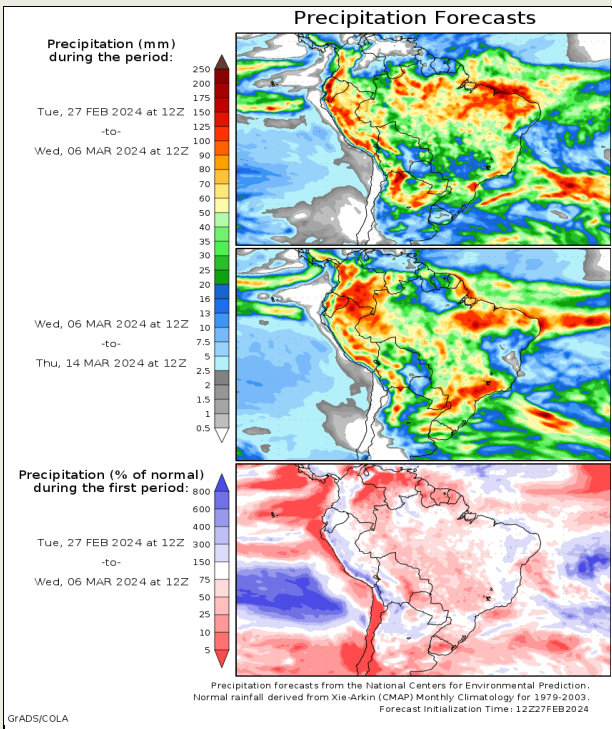 Precipitation Forecasts
Precipitation (mm)
during the period:
Tue, 27 FEB 2024 at 12Z
-to-
Wed, 06 MAR 2024 at 12Z
250
200
175
150
125
100
90
80
70
60
50
40
35
30
25
20
16
13
10
7.5
5
2.5
2
1.5
1
0.5
Wed, 06 MAR 2024 at 12Z
-to-
Thu, 14 MAR 2024 at 12Z
Precipitation (% of normal)
during the first period:
Tue, 27 FEB 2024 at 12Z
-to-
Wed, 06 MAR 2024 at 12Z
800
600
400
300
150
75
50
25
10
5
Precipitation forecasts from the National Centers for Environmental Prediction.
Normal rainfall derived from Xie-Arkin (CMAP) Monthly Climatology for 1979-2003.
Forecast Initialization Time: 12Z27FEB2024
GrADS/COLA